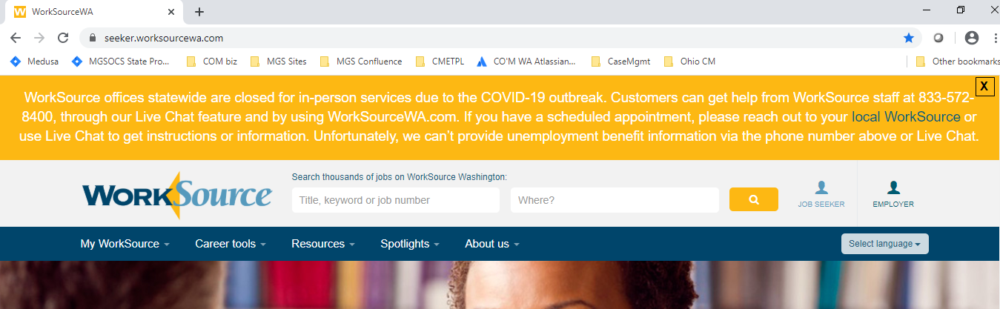 WorkSourceWA
seeker.worksourcewa.com
Medusa MGSOCS State Pro... COM biz MGS Sites MGS Confluence CMETPL CO'M WA Atlassian... CaseMgmt Ohio CM Other bookmarks
X
WorkSource offices statewide are closed for in-person services due to the COVID-19 outbreak. Customers can get help from WorkSource staff at 833-572-
8400, through our Live Chat feature and by using WorkSourceWA.com. If you have a scheduled appointment, please reach out to your local WorkSource or
use Live Chat to get instructions or information. Unfortunately, we can't provide unemployment benefit information via the phone number above or Live Chat.
WORKSource
Search thousands of jobs on WorkSource Washington:
Title, keyword or job number Where?
JOB SEEKER EMPLOYER
My WorkSource Career tools Resources Spotlights About us Select language